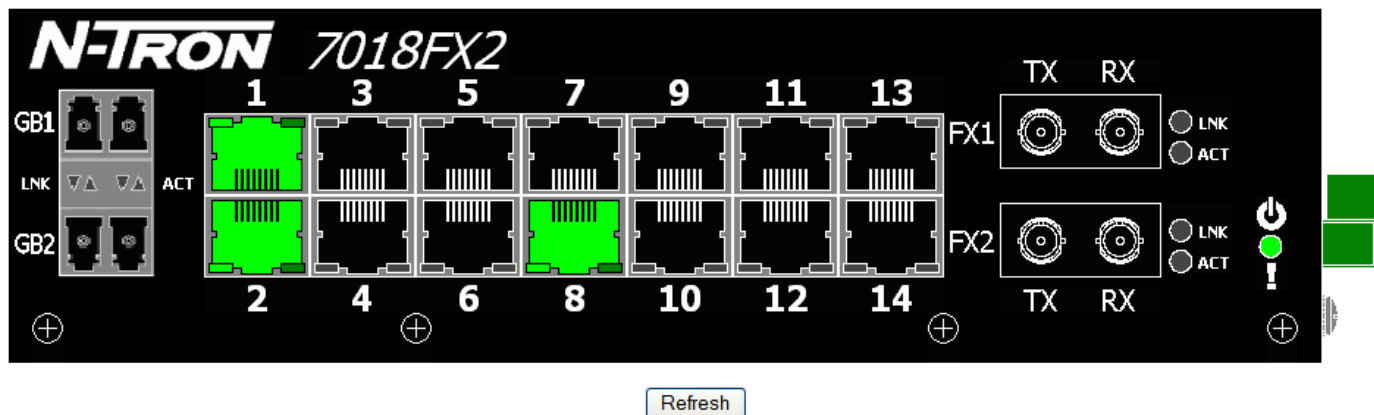 N-TRON 7018FX2
TX RX
1 3 5 7 9 11 13
GB1
FX1
LNK
ACT
LNK ACT
GB2
FX2
LNK
ACT
!
2 4 6 8 10 12 14
TX RX
Refresh